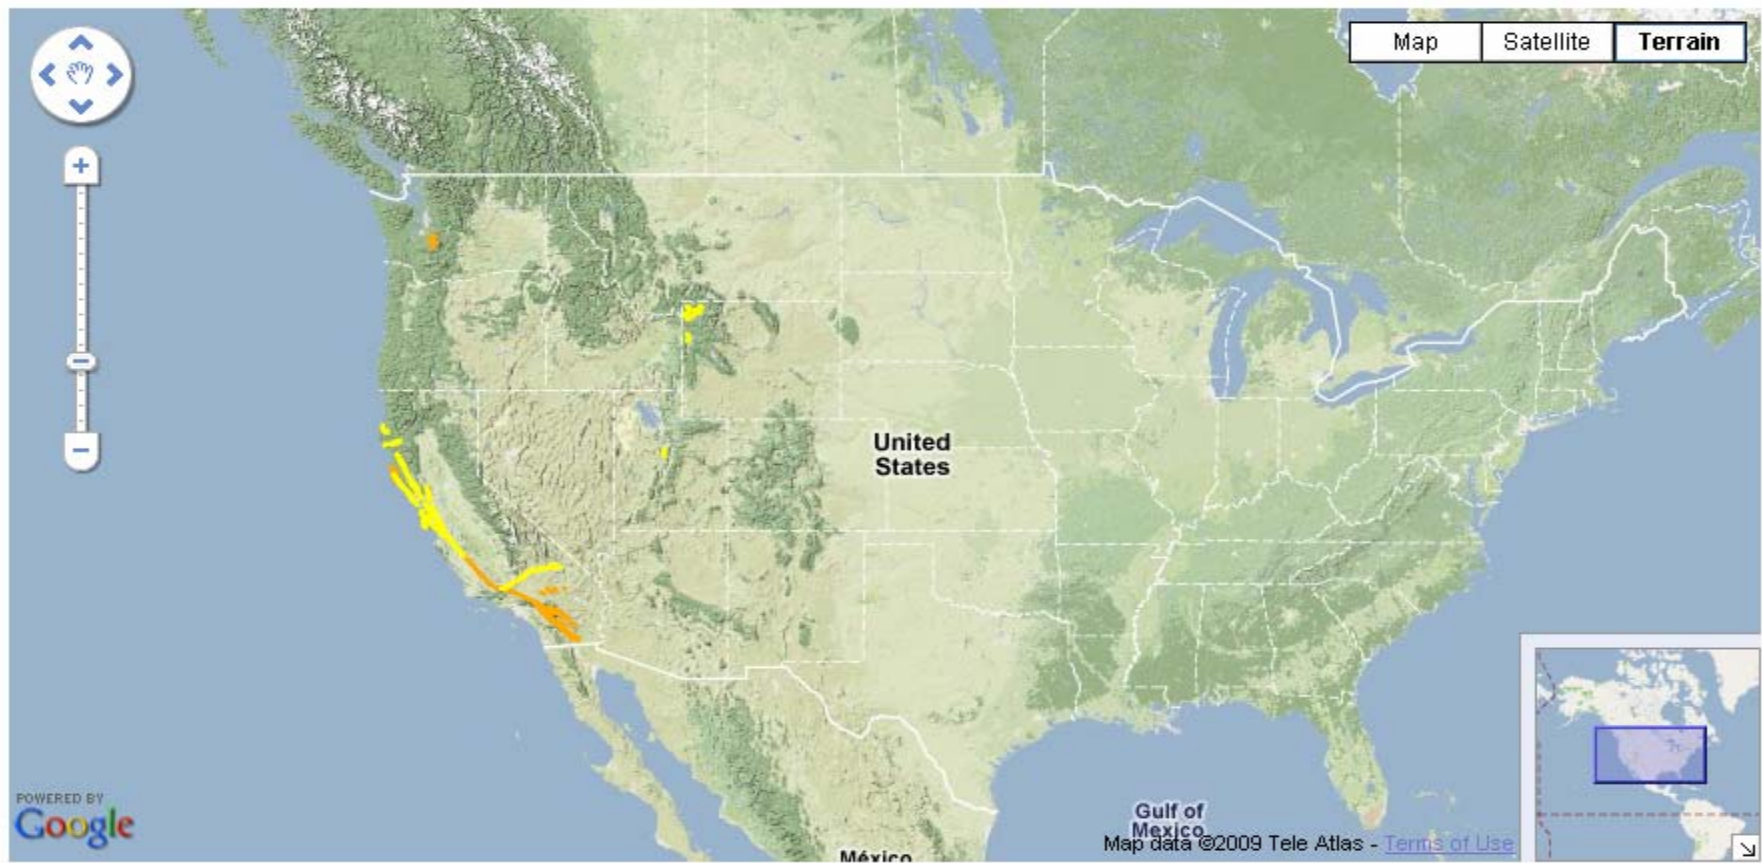 Map
Satellite
Terrain
+
−
−
United
States
POWERED BY
Google
Gulf of
Mexico
México
Map data ©2009 Tele Atlas - Terms of Use